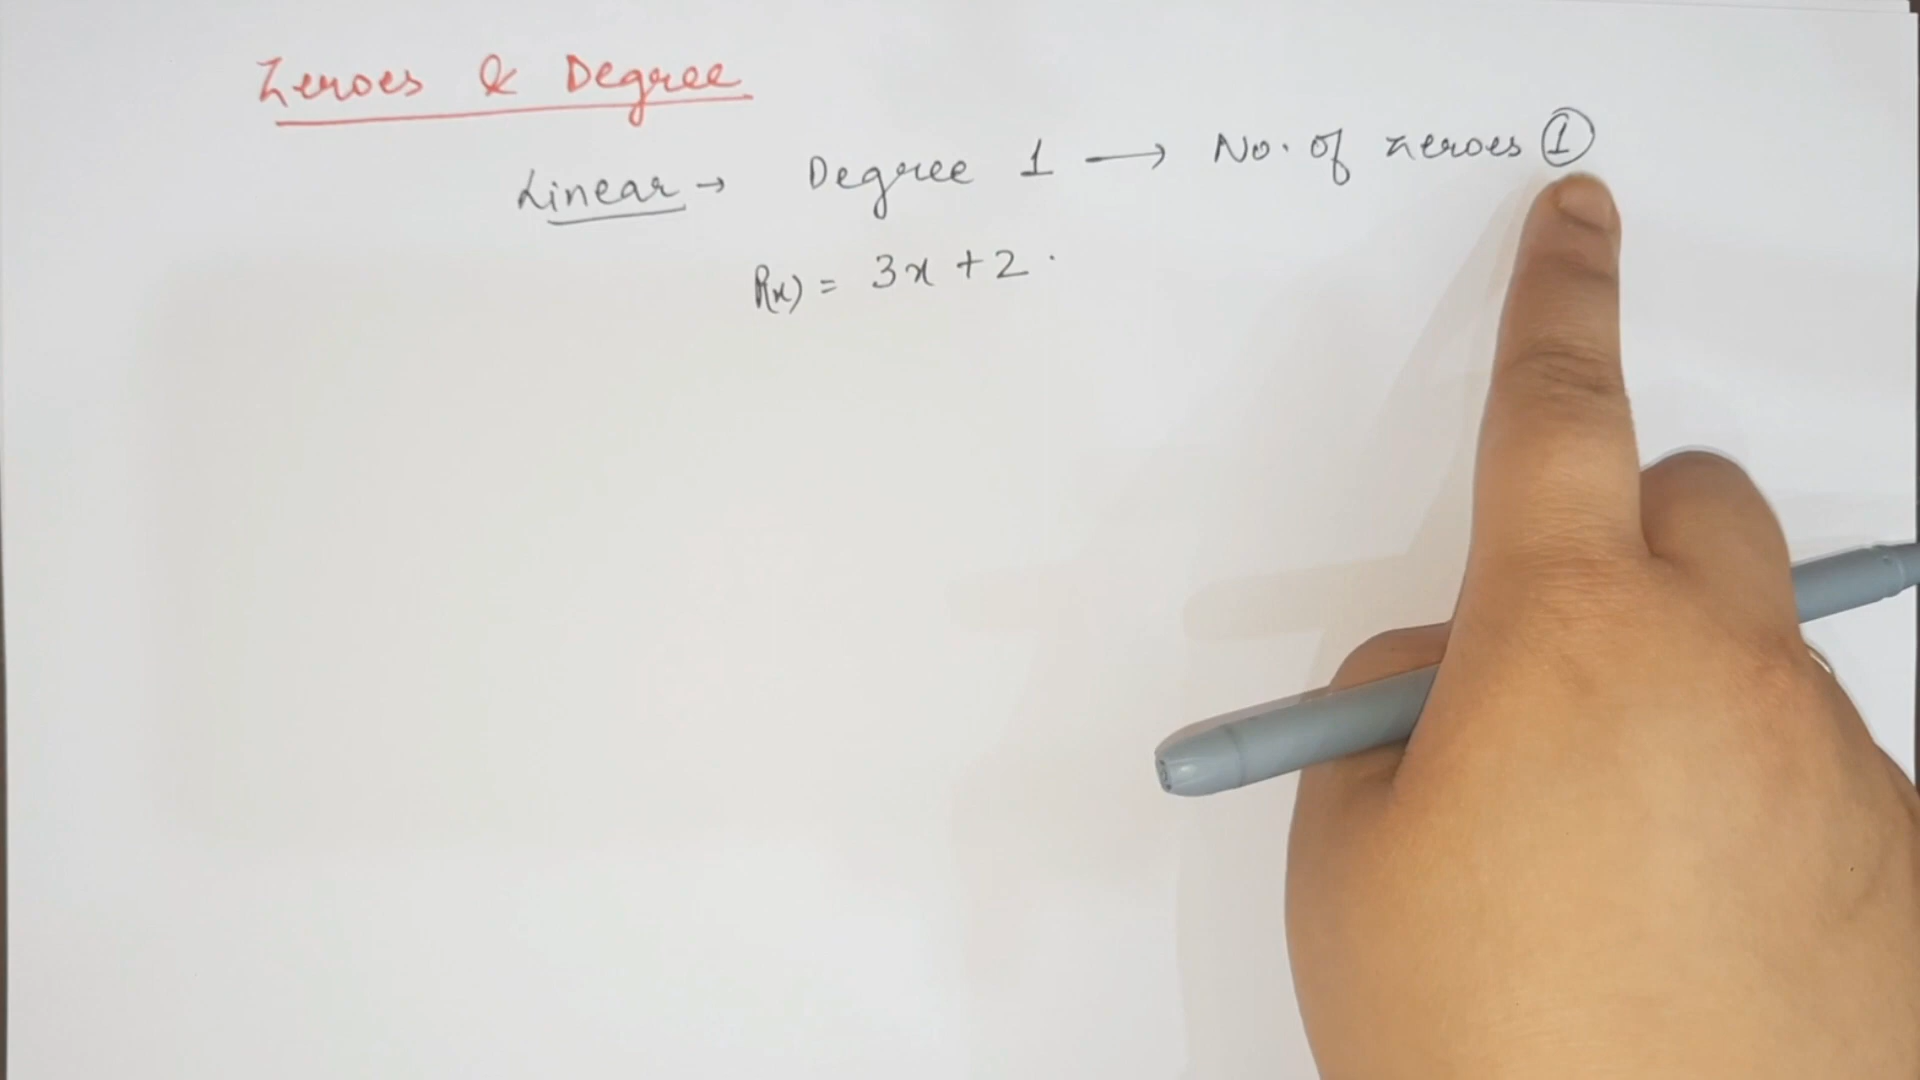 Zeroes & Degree
Linear → Degree 1 → No. of zeroes ①
P(x) = 3x + 2 .